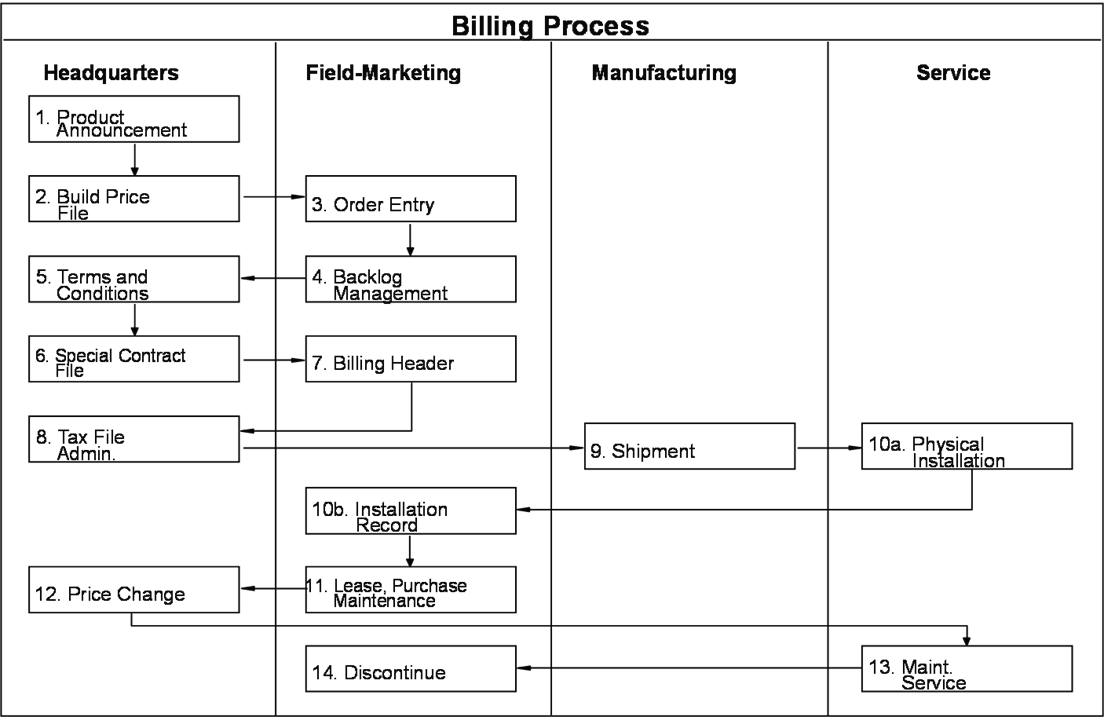 Billing Process
Headquarters
Field-Marketing
Manufacturing
Service
1. Product
Announcement
2. Build Price
File
3. Order Entry
5. Terms and
Conditions
4. Backlog
Management
6. Special Contract
File
7. Billing Header
8. Tax File
Admin.
9. Shipment
10a. Physical
Installation
10b. Installation
Record
12. Price Change
11. Lease, Purchase
Maintenance
14. Discontinue
13. Maint.
Service